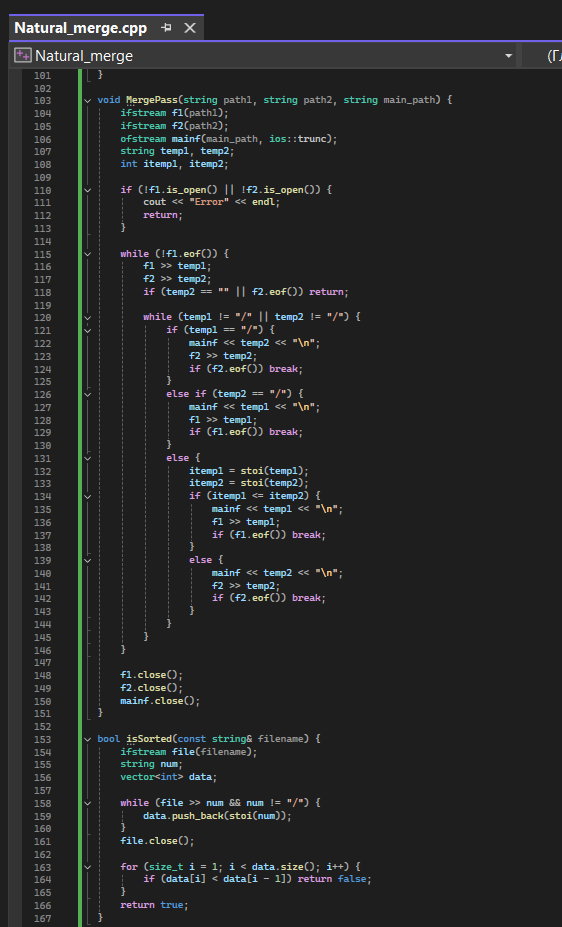 Natural_merge.cpp
Natural_merge (Гл
101 }
102
103 void MergePass(string path1, string path2, string main_path) {
104 ifstream f1(path1);
105 ifstream f2(path2);
106 ofstream mainf(main_path, ios::trunc);
107 string temp1, temp2;
108 int itemp1, itemp2;
109
110 if (!f1.is_open() || !f2.is_open()) {
111 cout << "Error" << endl;
112 return;
113 }
114
115 while (!f1.eof()) {
116 f1 >> temp1;
117 f2 >> temp2;
118 if (temp2 == "" || f2.eof()) return;
119
120 while (temp1 != "/" || temp2 != "/") {
121 if (temp1 == "/") {
122 mainf << temp2 << "\n";
123 f2 >> temp2;
124 if (f2.eof()) break;
125 }
126 else if (temp2 == "/") {
127 mainf << temp1 << "\n";
128 f1 >> temp1;
129 if (f1.eof()) break;
130 }
131 else {
132 itemp1 = stoi(temp1);
133 itemp2 = stoi(temp2);
134 if (itemp1 <= itemp2) {
135 mainf << temp1 << "\n";
136 f1 >> temp1;
137 if (f1.eof()) break;
138 }
139 else {
140 mainf << temp2 << "\n";
141 f2 >> temp2;
142 if (f2.eof()) break;
143 }
144 }
145 }
146 }
147
148 f1.close();
149 f2.close();
150 mainf.close();
151 }
152
153 bool isSorted(const string& filename) {
154 ifstream file(filename);
155 string num;
156 vector<int> data;
157
158 while (file >> num && num != "/") {
159 data.push_back(stoi(num));
160 }
161 file.close();
162
163 for (size_t i = 1; i < data.size(); i++) {
164 if (data[i] < data[i - 1]) return false;
165 }
166 return true;
167 }